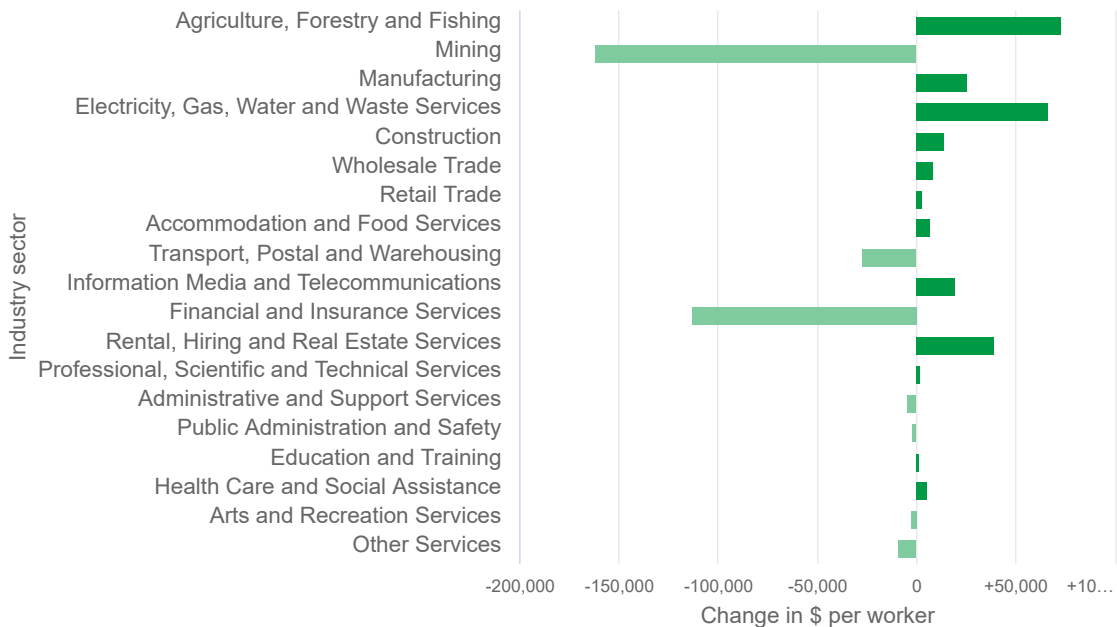 Agriculture, Forestry and Fishing
Mining
Manufacturing
Electricity, Gas, Water and Waste Services
Construction
Wholesale Trade
Retail Trade
Accommodation and Food Services
Transport, Postal and Warehousing
Information Media and Telecommunications
Financial and Insurance Services
Rental, Hiring and Real Estate Services
Professional, Scientific and Technical Services
Administrative and Support Services
Public Administration and Safety
Education and Training
Health Care and Social Assistance
Arts and Recreation Services
Other Services
Industry sector
-200,000 -150,000 -100,000 -50,000 0 +50,000 +10…
Change in $ per worker